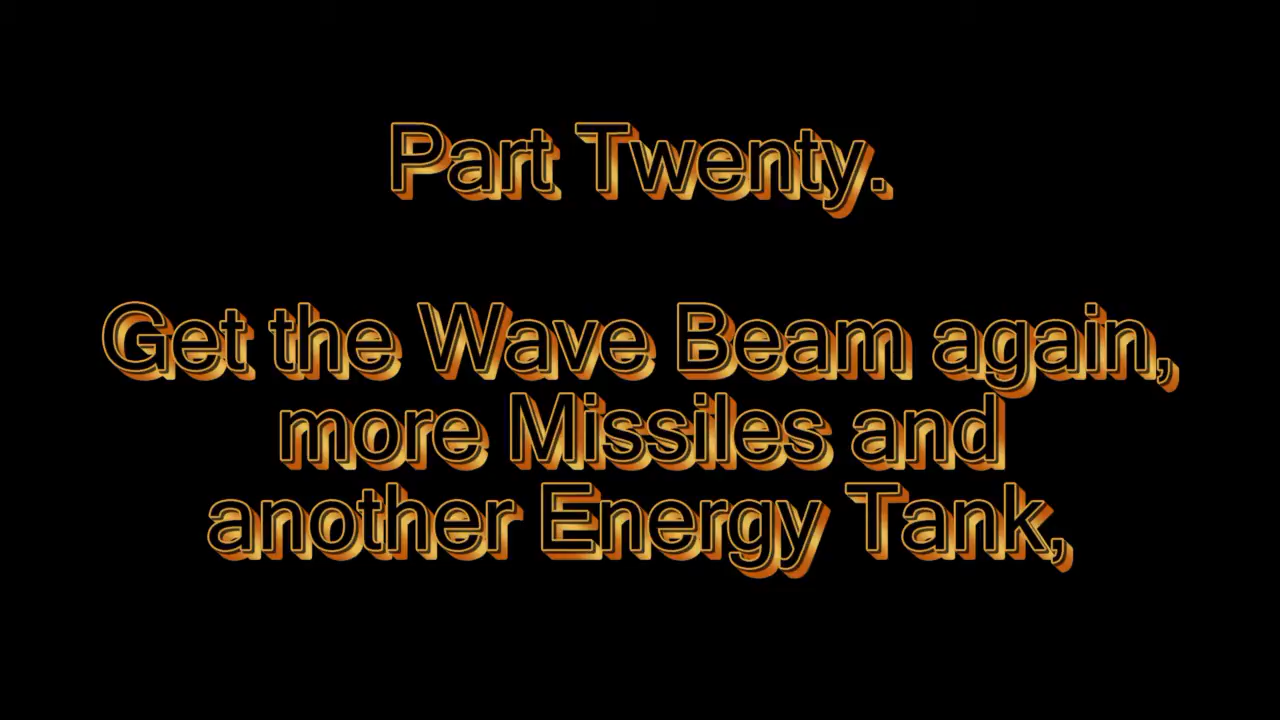 Part Twenty.
Get the Wave Beam again,
more Missiles and
another Energy Tank,